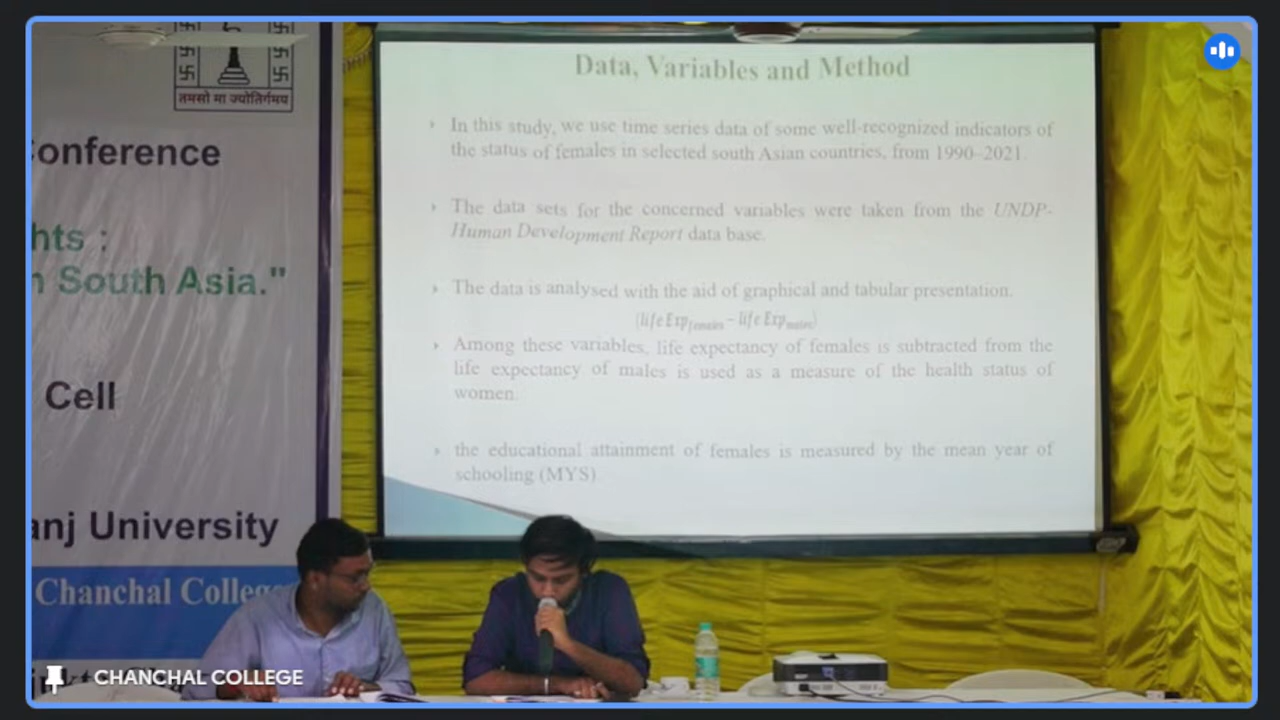 तमसो मा ज्योतिर्गमय
Conference
hts :
n South Asia."
Cell
anj University
Chanchal College
Data, Variables and Method
In this study, we use time series data of some well-recognized indicators of
the status of females in selected south Asian countries, from 1990–2021.
The data sets for the concerned variables were taken from the UNDP-
Human Development Report data base.
The data is analysed with the aid of graphical and tabular presentation.
(life Exp females – life Exp males)
Among these variables, life expectancy of females is subtracted from the
life expectancy of males is used as a measure of the health status of
women.
the educational attainment of females is measured by the mean year of
schooling (MYS)
CHANCHAL COLLEGE